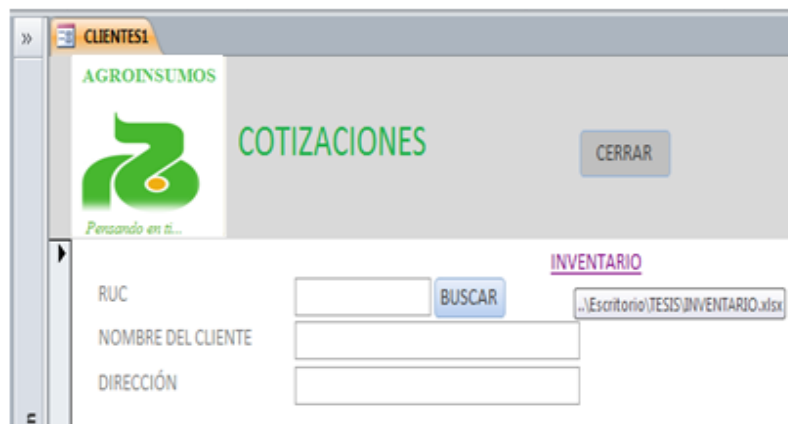 »
CLIENTES1
AGROINSUMOS
COTIZACIONES
CERRAR
Pensando en ti...
INVENTARIO
RUC
BUSCAR
..\Escritorio\TESIS\INVENTARIO.xlsx
NOMBRE DEL CLIENTE
DIRECCIÓN
n